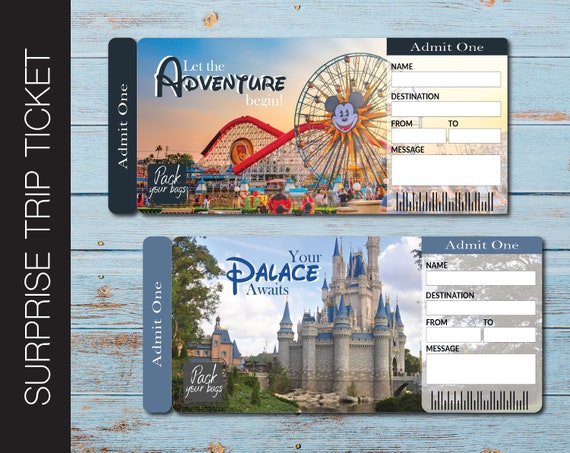 SURPRISE TRIP TICKET
Admit One
Let the
ADVENTURE
begin!
Pack
your bags
Admit One
NAME
DESTINATION
FROM TO
MESSAGE
Admit One
Your
PALACE
Awaits
Pack
your bags
Admit One
NAME
DESTINATION
FROM TO
MESSAGE